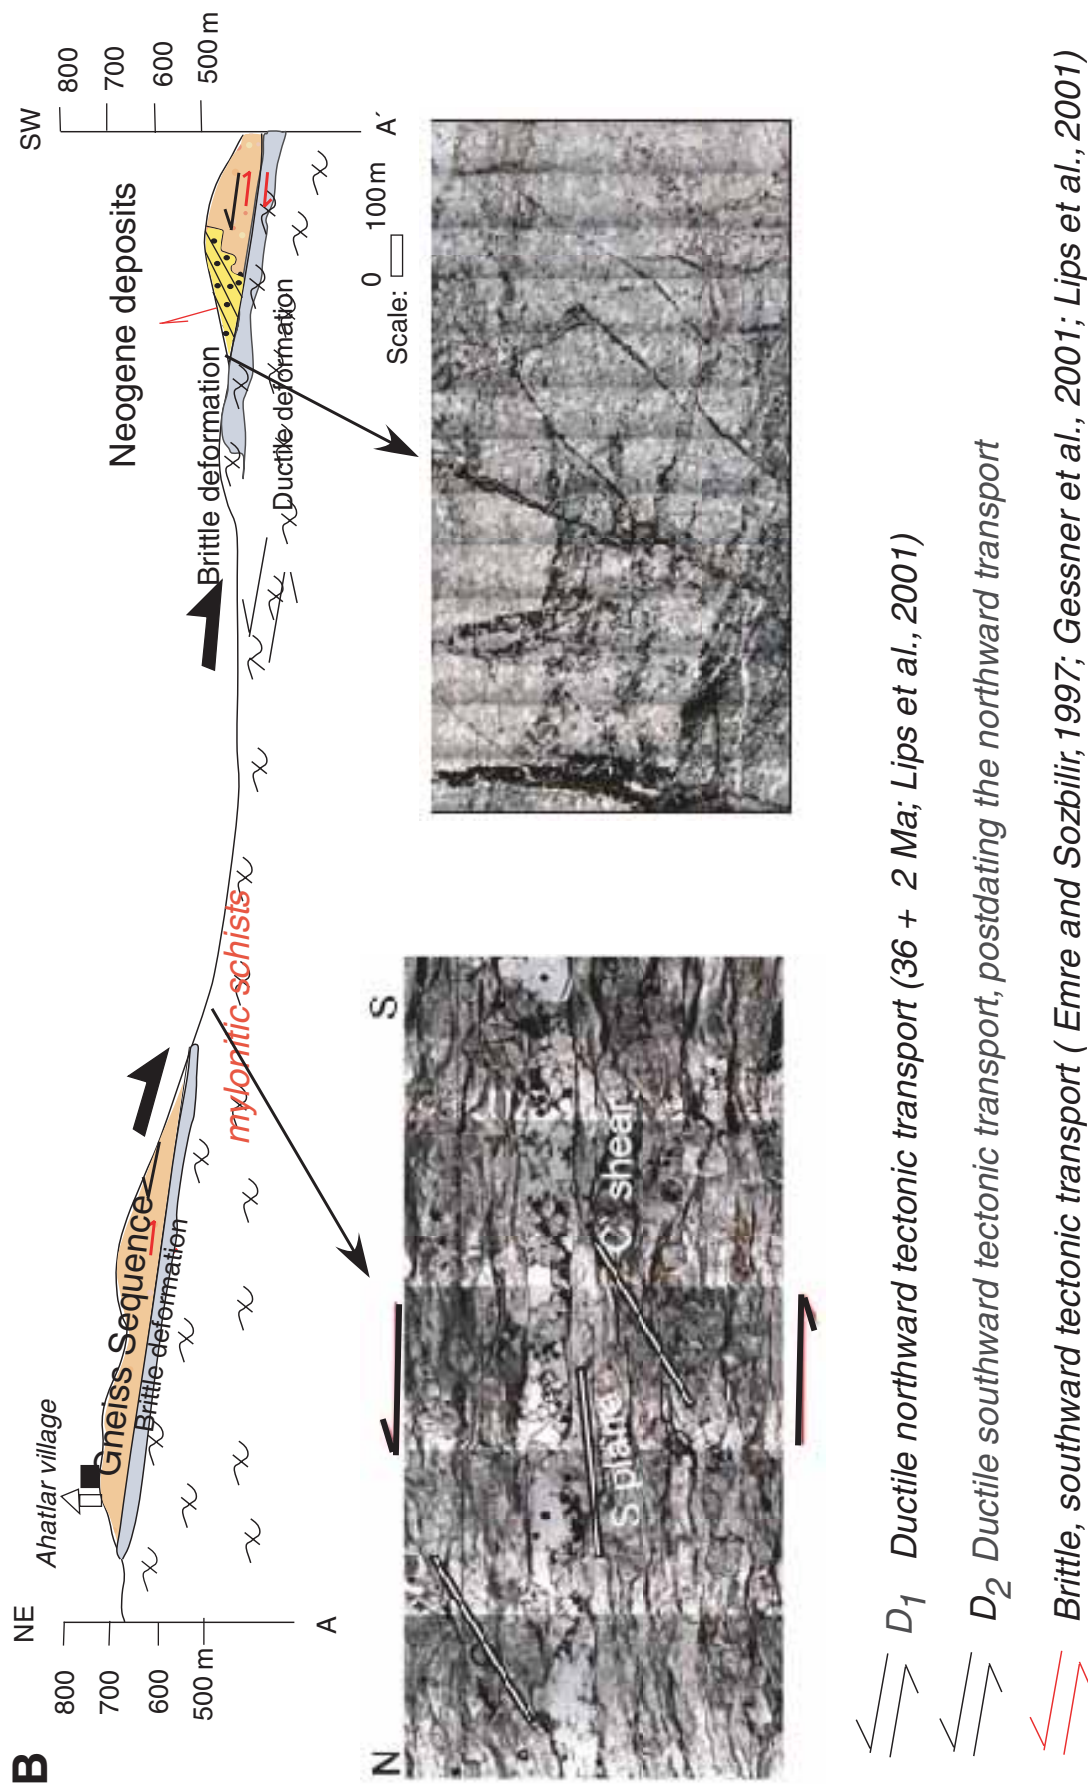 B
NE
SW
800
700
600
500 m
A
Ahatlar village
Gneiss Sequence
Brittle deformation
mylonitic schists
Brittle deformation
Ductile deformation
Neogene deposits
800
700
600
500 m
A´
Scale:
0
100 m
N
S
S plane
C' shear
D1 Ductile northward tectonic transport (36 + 2 Ma; Lips et al., 2001)
D2 Ductile southward tectonic transport, postdating the northward transport
Brittle, southward tectonic transport ( Emre and Sozbilir, 1997; Gessner et al., 2001; Lips et al., 2001)